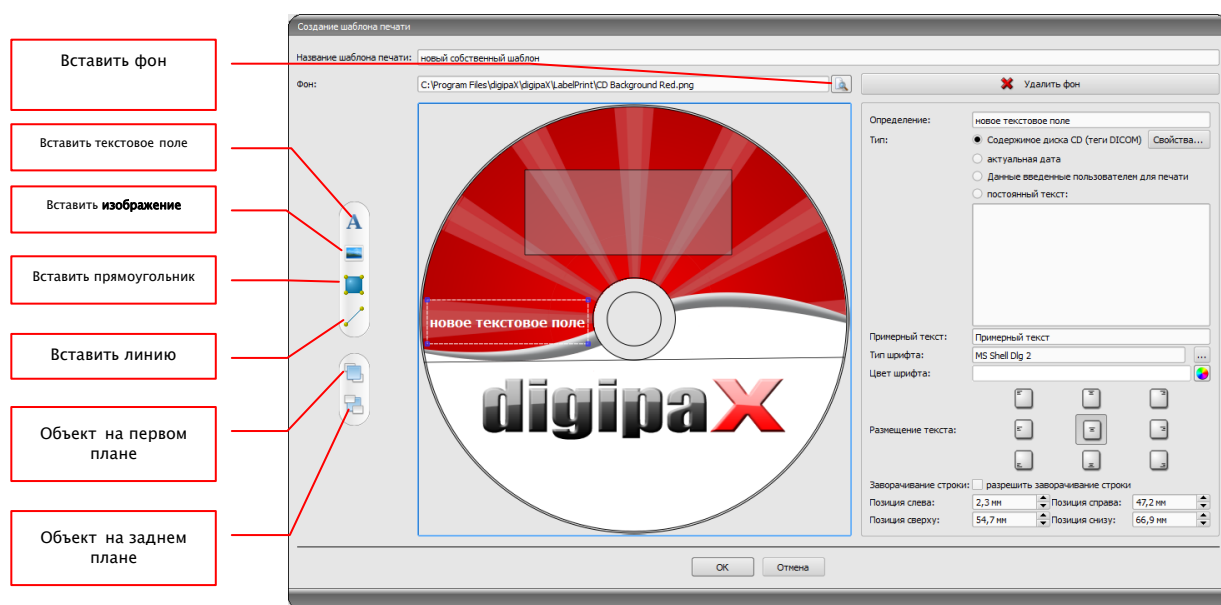 Создание шаблона печати
Вставить фон
Название шаблона печати: новый собственный шаблон
Фон: C:\Program Files\digipaX\digipaX\LabelPrint\CD Background Red.png
Удалить фон
Вставить текстовое поле
Вставить изображение
Вставить прямоугольник
Вставить линию
Объект на первом
плане
Объект на заднем
плане
A
новое текстовое поле
digipaX
Определение: новое текстовое поле
Тип: Содержимое диска CD (теги DICOM) Свойства...
актуальная дата
Данные введенные пользователем для печати
постоянный текст:
Примерный текст: Примерный текст
Тип шрифта: MS Shell Dlg 2 ...
Цвет шрифта:
Размещение текста:
Заворачивание строки: разрешить заворачивание строки
Позиция слева: 2,3 мм Позиция справа: 47,2 мм
Позиция сверху: 54,7 мм Позиция снизу: 66,9 мм
OK Отмена